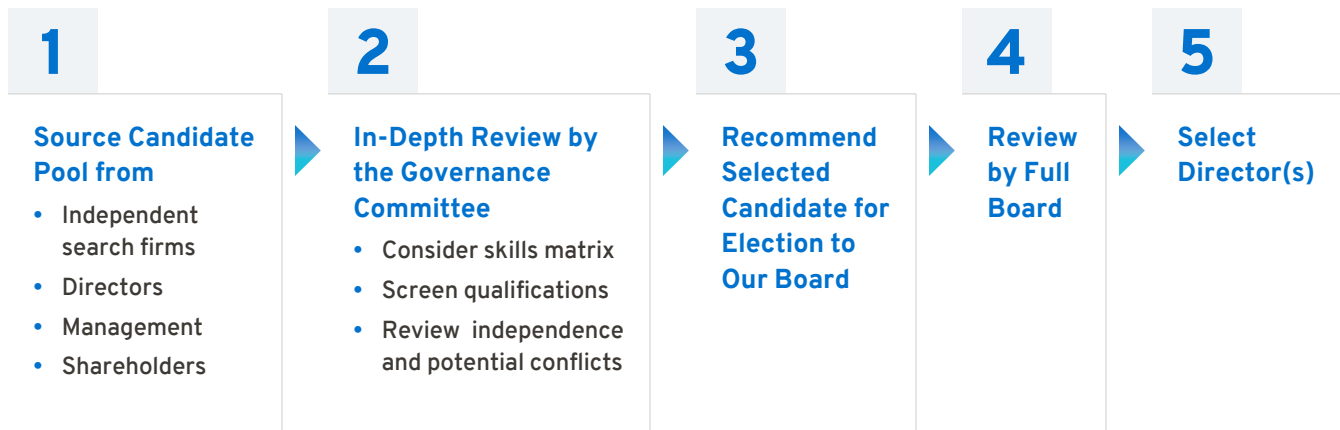 1
Source Candidate
Pool from
• Independent
search firms
• Directors
• Management
• Shareholders
2
In-Depth Review by
the Governance
Committee
• Consider skills matrix
• Screen qualifications
• Review independence
and potential conflicts
3
Recommend
Selected
Candidate for
Election to
Our Board
4
Review
by Full
Board
5
Select
Director(s)